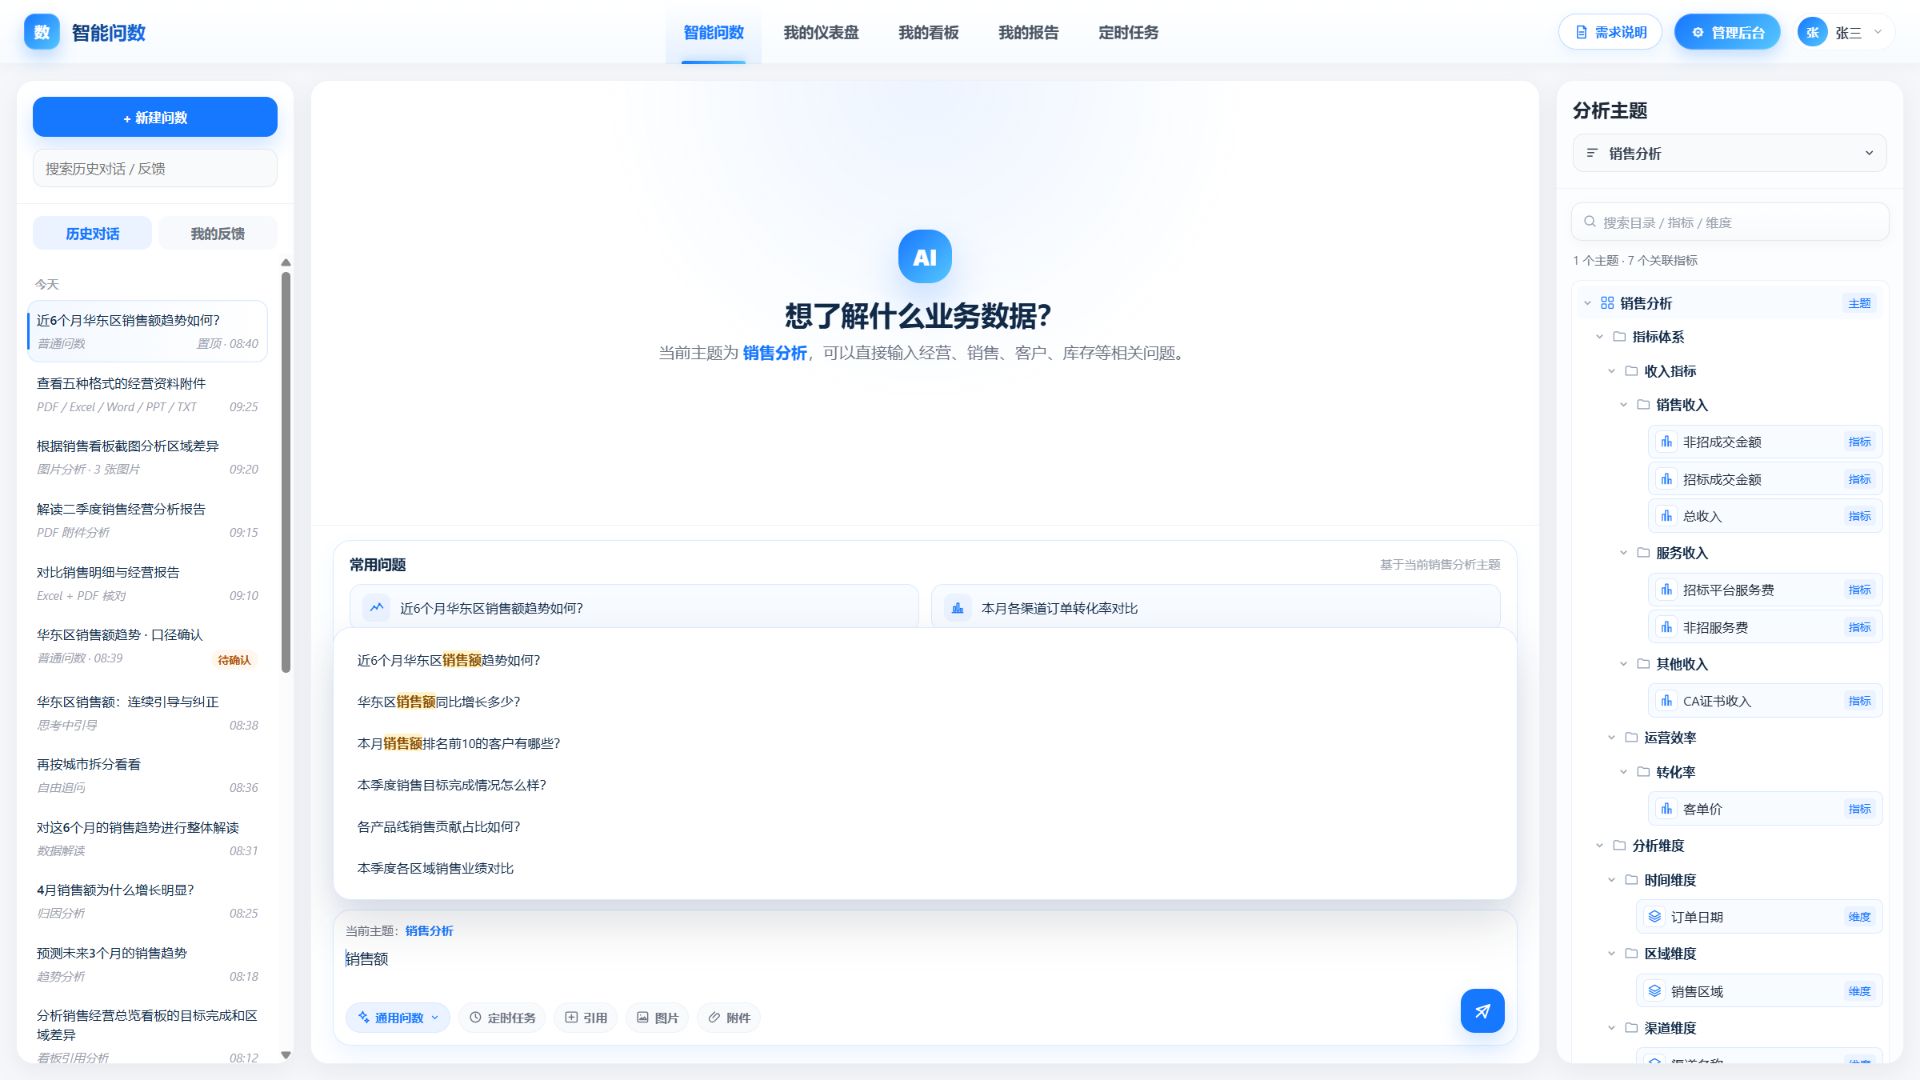 数 智能问数
智能问数 我的仪表盘 我的看板 我的报告 定时任务
需求说明 管理后台 张 张三
+ 新建问数
搜索历史对话 / 反馈
历史对话 我的反馈
今天
近6个月华东区销售额趋势如何?
普通问数 置顶 · 08:40
查看五种格式的经营资料附件
PDF / Excel / Word / PPT / TXT 09:25
根据销售看板截图分析区域差异
图片分析 · 3 张图片 09:20
解读二季度销售经营分析报告
PDF 附件分析 09:15
对比销售明细与经营报告
Excel + PDF 核对 09:10
华东区销售额趋势 · 口径确认
普通问数 · 08:39 待确认
华东区销售额：连续引导与纠正
思考中引导 08:38
再按城市拆分看看
自由追问 08:36
对这6个月的销售趋势进行整体解读
数据解读 08:31
4月销售额为什么增长明显?
归因分析 08:25
预测未来3个月的销售趋势
趋势分析 08:18
分析销售经营总览看板的目标完成和区
域差异
看板引用分析 08:12
AI
想了解什么业务数据?
当前主题为 销售分析，可以直接输入经营、销售、客户、库存等相关问题。
常用问题 基于当前销售分析主题
近6个月华东区销售额趋势如何? 本月各渠道订单转化率对比
近6个月华东区销售额趋势如何?
华东区销售额同比增长多少?
本月销售额排名前10的客户有哪些?
本季度销售目标完成情况怎么样?
各产品线销售贡献占比如何?
本季度各区域销售业绩对比
当前主题：销售分析
销售额
通用问数 定时任务 引用 图片 附件
分析主题
销售分析
搜索目录 / 指标 / 维度
1 个主题 · 7 个关联指标
销售分析 主题
指标体系
收入指标
销售收入
非招成交金额 指标
招标成交金额 指标
总收入 指标
服务收入
招标平台服务费 指标
非招服务费 指标
其他收入
CA证书收入 指标
运营效率
转化率
客单价 指标
分析维度
时间维度
订单日期 维度
区域维度
销售区域 维度
渠道维度